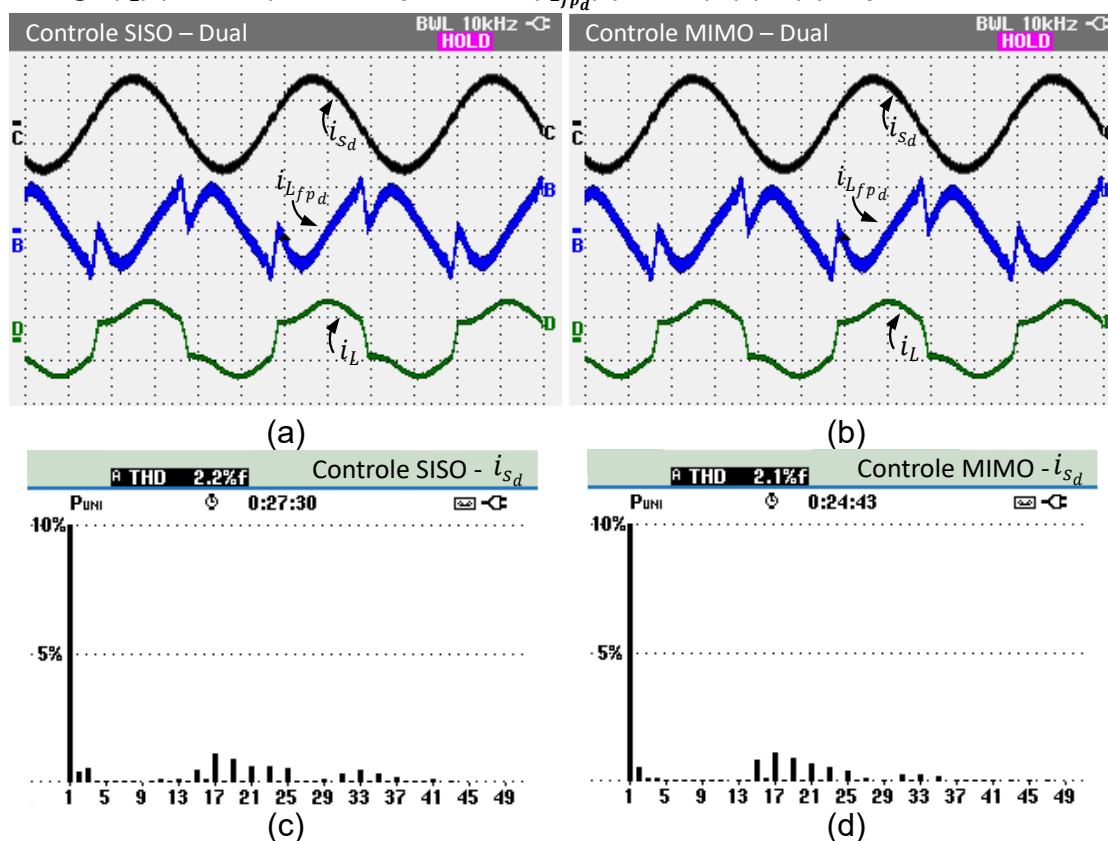 Controle SISO – Dual
BWL 10kHz
HOLD
C
C
i_{s_d}
i_{L_{fp_d}}
B
B
D
D
i_L
(a)
Controle MIMO – Dual
BWL 10kHz
HOLD
C
C
i_{s_d}
i_{L_{fp_d}}
B
D
i_L
(b)
A THD 2.2%f
Controle SISO - i_{s_d}
PUNI 0:27:30
10%
5%
1 5 9 13 17 21 25 29 33 37 41 45 49
(c)
A THD 2.1%f
Controle MIMO - i_{s_d}
PUNI 0:24:43
10%
5%
1 5 9 13 17 21 25 29 33 37 41 45 49
(d)